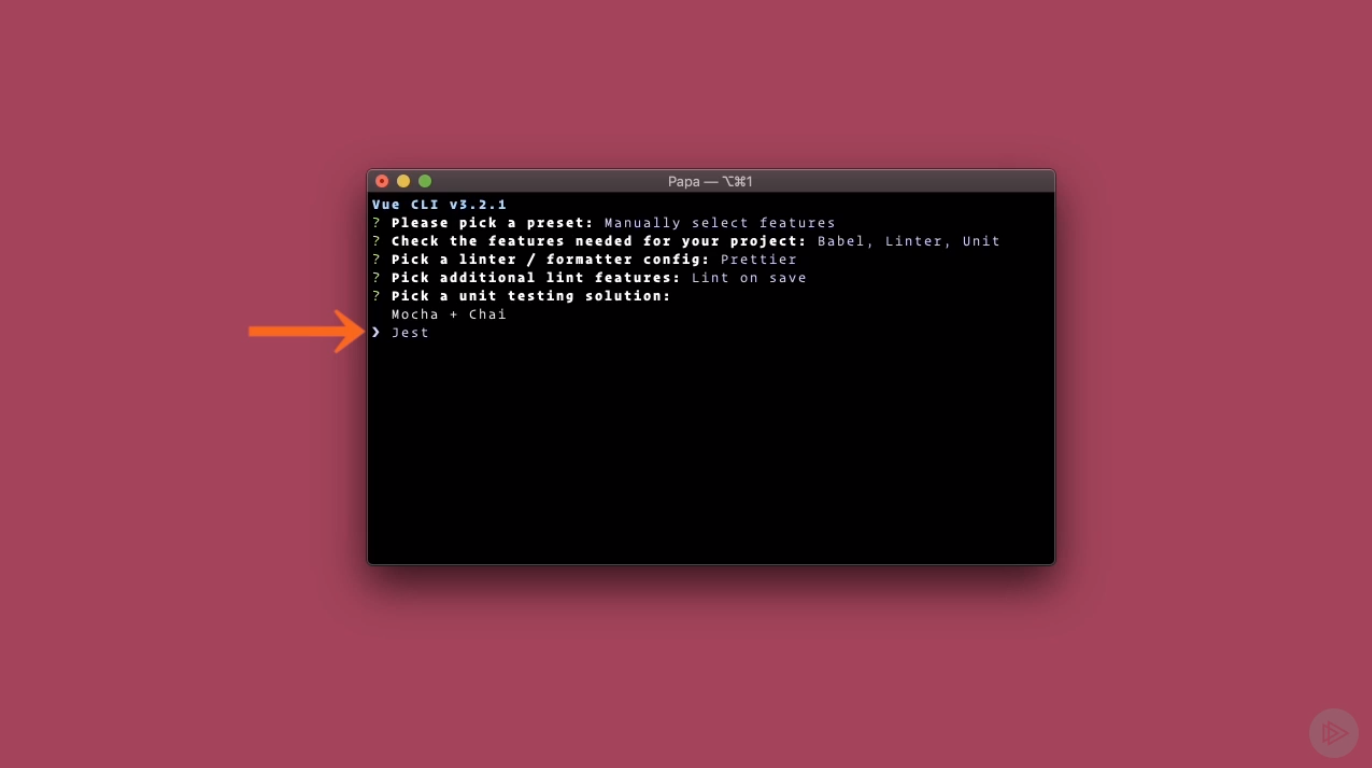 Papa — ⌥⌘1
Vue CLI v3.2.1
? Please pick a preset: Manually select features
? Check the features needed for your project: Babel, Linter, Unit
? Pick a linter / formatter config: Prettier
? Pick additional lint features: Lint on save
? Pick a unit testing solution:
Mocha + Chai
❯ Jest